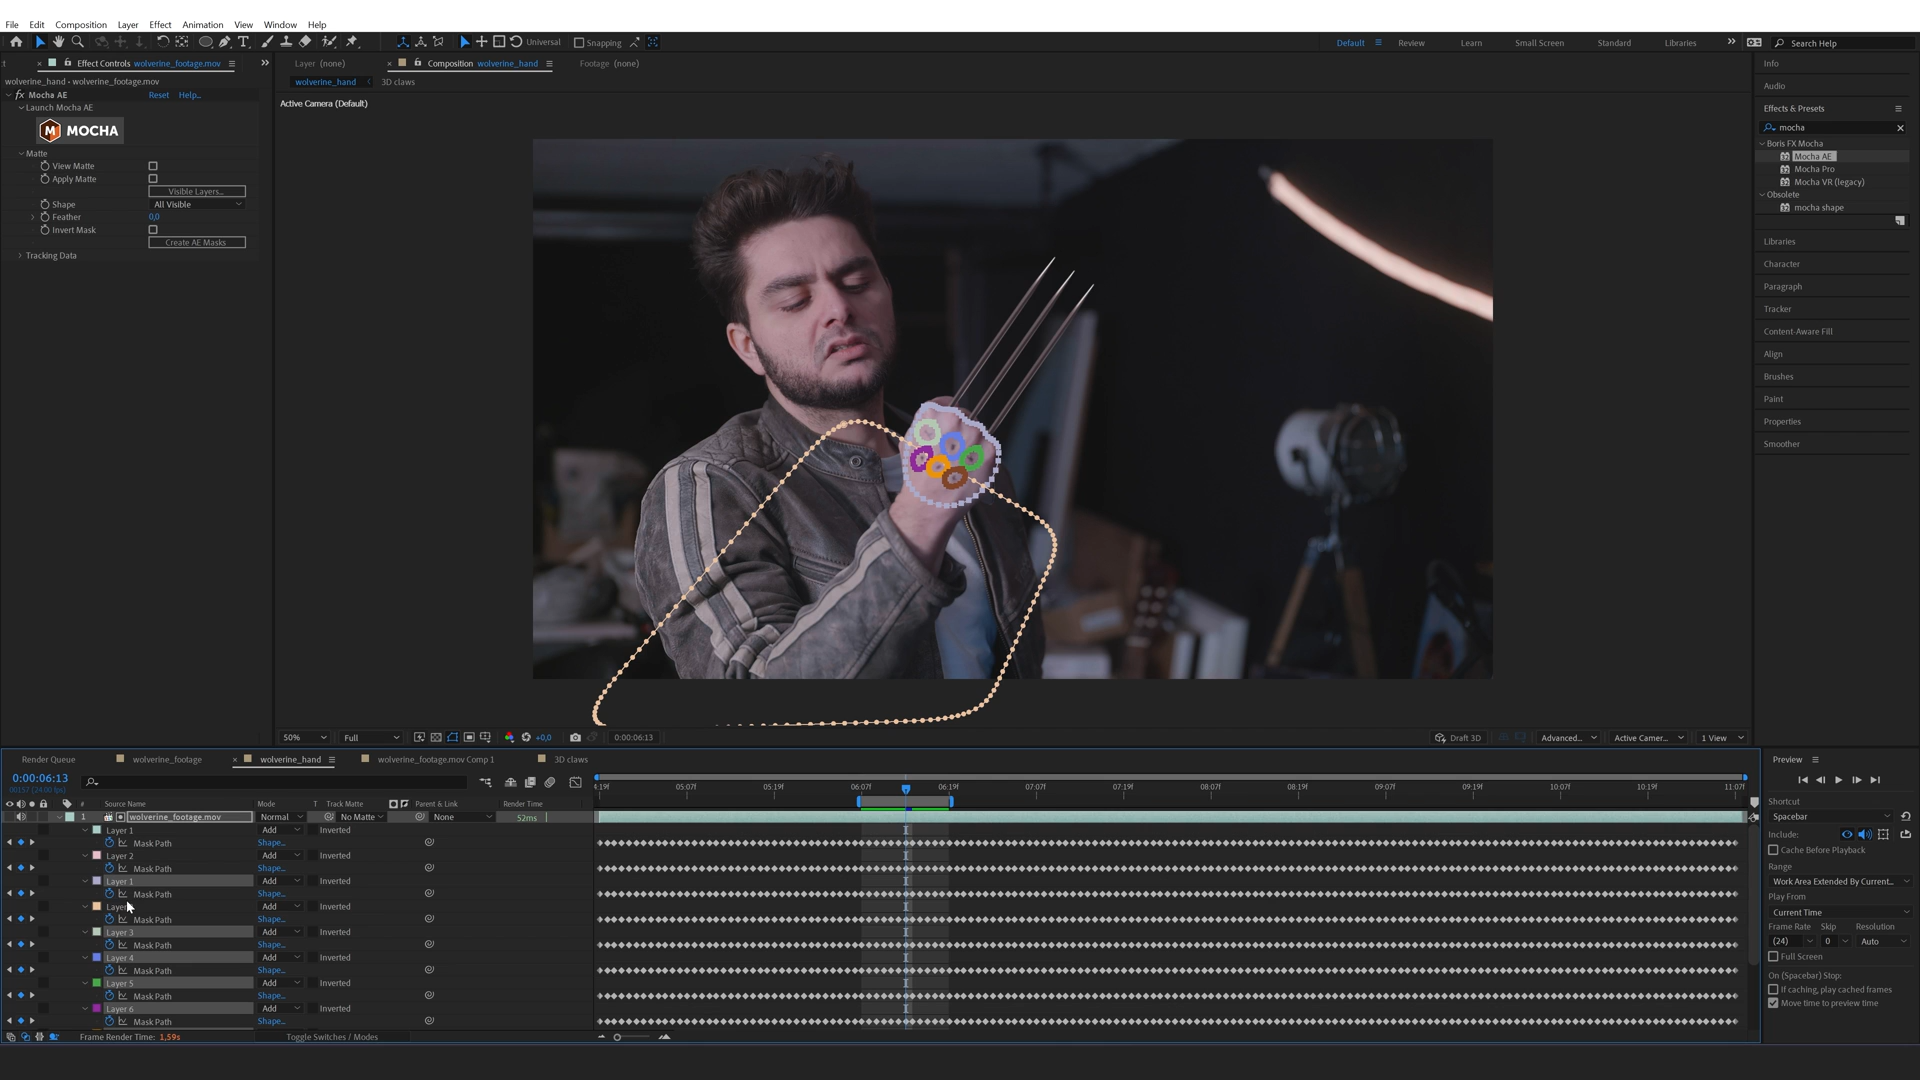 File Edit Composition Layer Effect Animation View Window Help
Universal Snapping Default Review Learn Small Screen Standard Libraries Search Help
Effect Controls wolverine_footage.mov
Layer (none) Composition wolverine_hand Footage (none)
wolverine_hand • wolverine_footage.mov
wolverine_hand 3D claws
fx Mocha AE Reset Help...
Launch Mocha AE
M MOCHA
Matte
View Matte
Apply Matte
Visible Layers...
Shape All Visible
Feather 0,0
Invert Mask
Create AE Masks
Tracking Data
Active Camera (Default)
Info
Audio
Effects & Presets
mocha
Boris FX Mocha
Mocha AE
Mocha Pro
Mocha VR (legacy)
Obsolete
mocha shape
Libraries
Character
Paragraph
Tracker
Content-Aware Fill
Align
Brushes
Paint
Properties
Smoother
50% Full +0,0 0:00:06:13 Draft 3D Advanced... Active Camer... 1 View
Render Queue wolverine_footage wolverine_hand wolverine_footage.mov Comp 1 3D claws
0:00:06:13
00157 (24.00 fps)
4:19f 05:07f 05:19f 06:07f 06:19f 07:07f 07:19f 08:07f 08:19f 09:07f 09:19f 10:07f 10:19f 11:07f
# Source Name Mode T Track Matte Parent & Link Render Time
1 wolverine_footage.mov Normal No Matte None 52ms
Layer 1 Add Inverted
Mask Path Shape...
Layer 2 Add Inverted
Mask Path Shape...
Layer 1 Add Inverted
Mask Path Shape...
Layer Add Inverted
Mask Path Shape...
Layer 3 Add Inverted
Mask Path Shape...
Layer 4 Add Inverted
Mask Path Shape...
Layer 5 Add Inverted
Mask Path Shape...
Layer 6 Add Inverted
Mask Path Shape...
Frame Render Time: 1,59s Toggle Switches / Modes
Preview
Shortcut
Spacebar
Include:
Cache Before Playback
Range
Work Area Extended By Current...
Play From
Current Time
Frame Rate Skip Resolution
(24) 0 Auto
Full Screen
On (Spacebar) Stop:
If caching, play cached frames
Move time to preview time